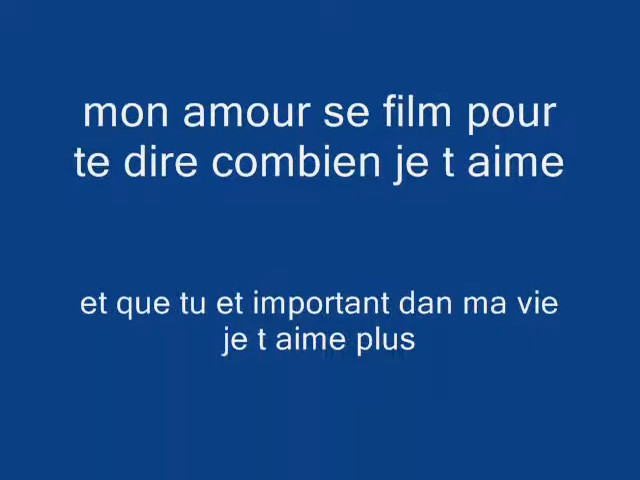 mon amour se film pour
te dire combien je t aime
et que tu et important dan ma vie
je t aime plus